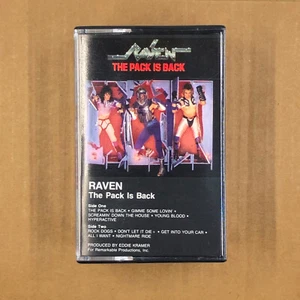 RAVEN
THE PACK IS BACK
RAVEN
The Pack Is Back
Side One
THE PACK IS BACK • GIMME SOME LOVIN' •
SCREAMIN' DOWN THE HOUSE • YOUNG BLOOD •
HYPERACTIVE
Side Two
ROCK DOGS • DON'T LET IT DIE • GET INTO YOUR CAR •
ALL I WANT • NIGHTMARE RIDE
PRODUCED BY EDDIE KRAMER
For Remarkable Productions, Inc.